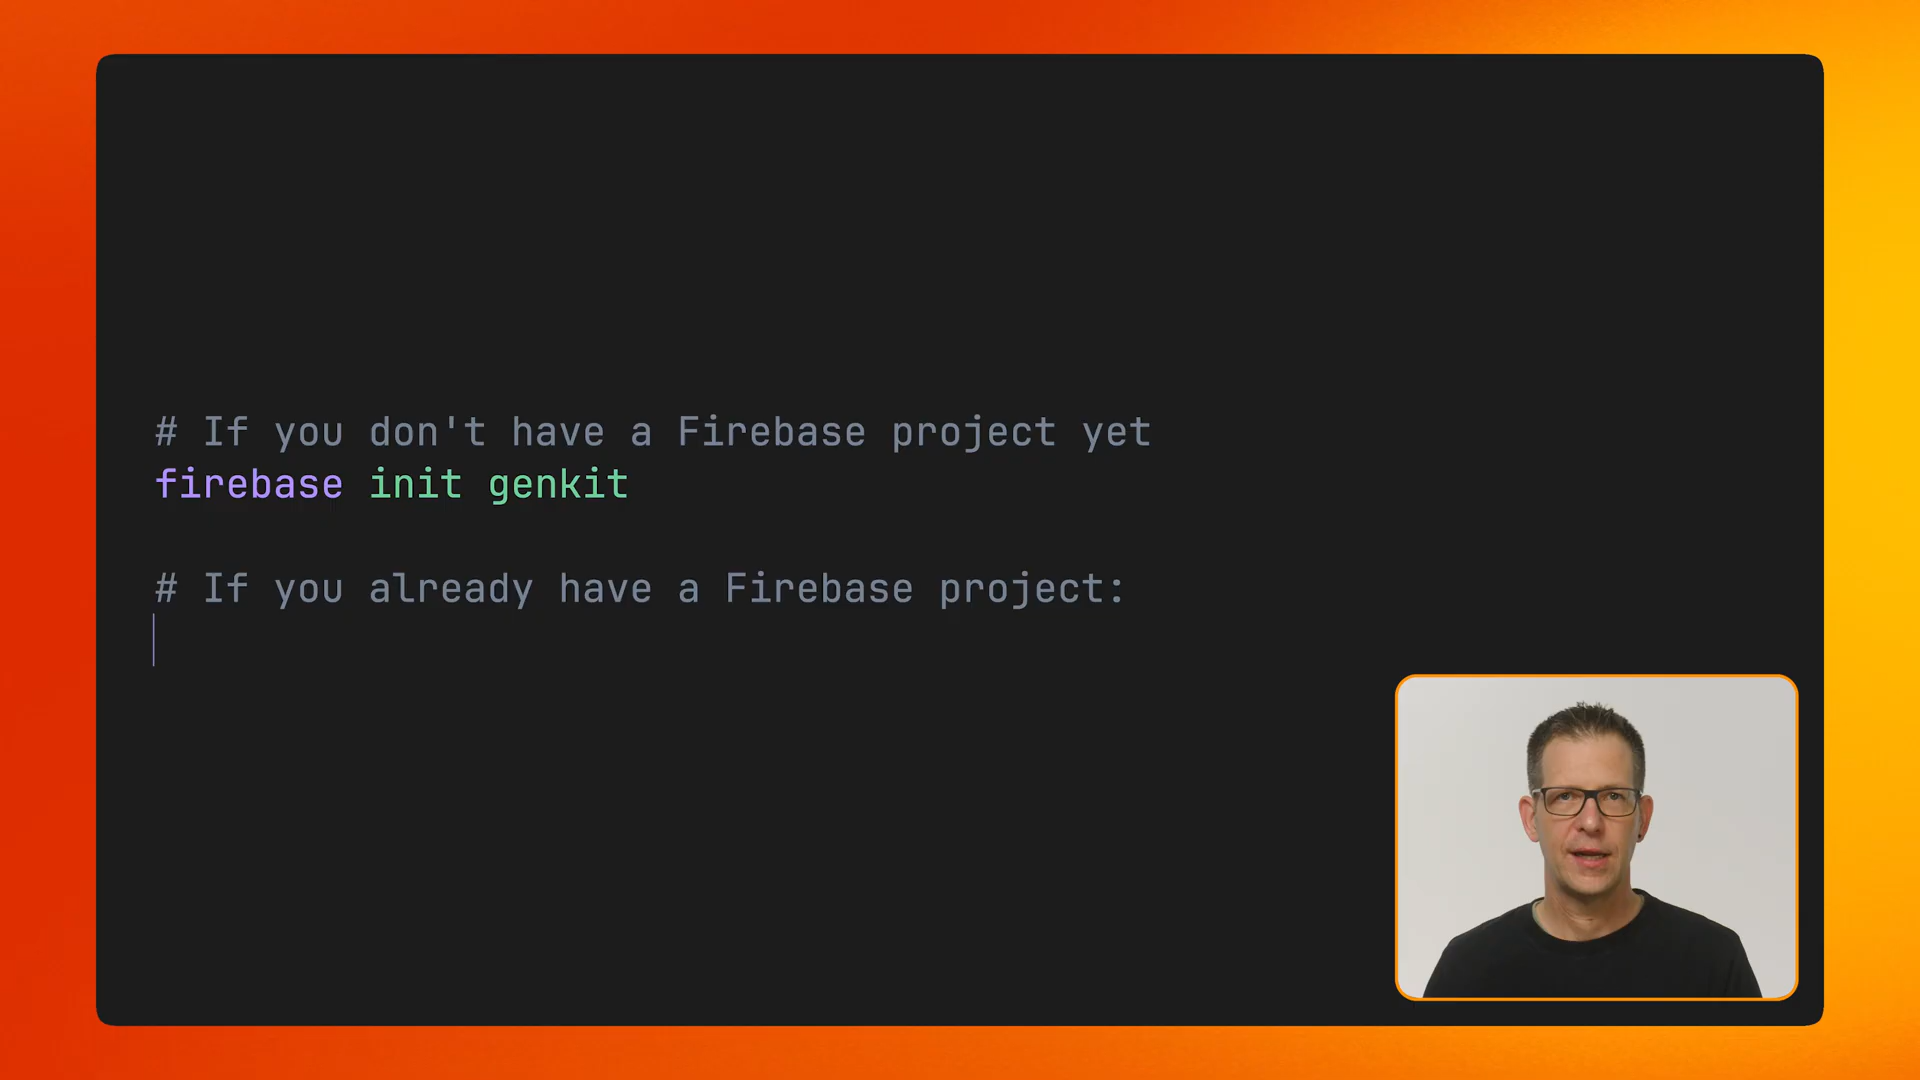 # If you don't have a Firebase project yet
firebase init genkit
# If you already have a Firebase project: